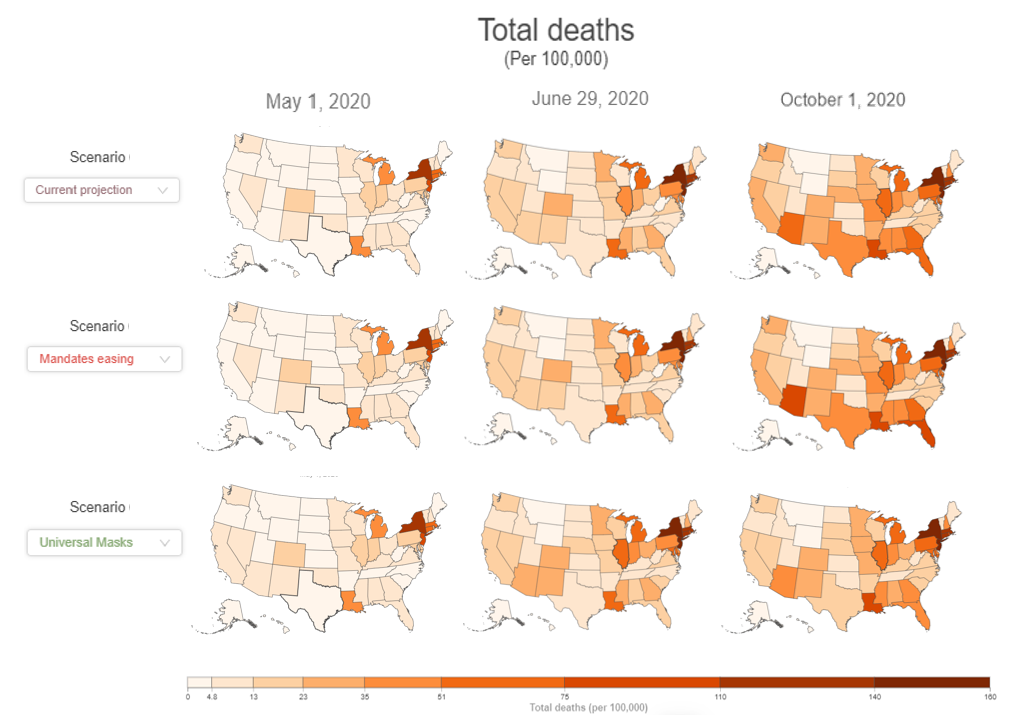 Total deaths
(Per 100,000)
May 1, 2020
June 29, 2020
October 1, 2020
Scenario
Current projection
Scenario
Mandates easing
Scenario
Universal Masks
0 4.8 13 23 35 51 75 110 140 160
Total deaths (per 100,000)